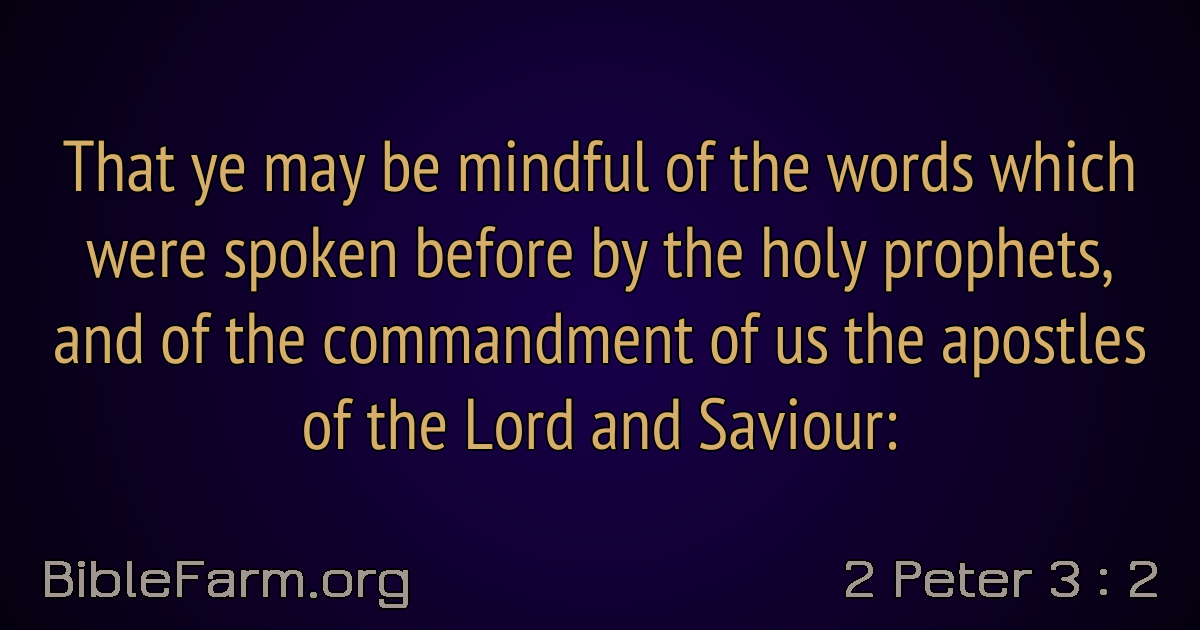 That ye may be mindful of the words which
were spoken before by the holy prophets,
and of the commandment of us the apostles
of the Lord and Saviour:
BibleFarm.org
2 Peter 3 : 2